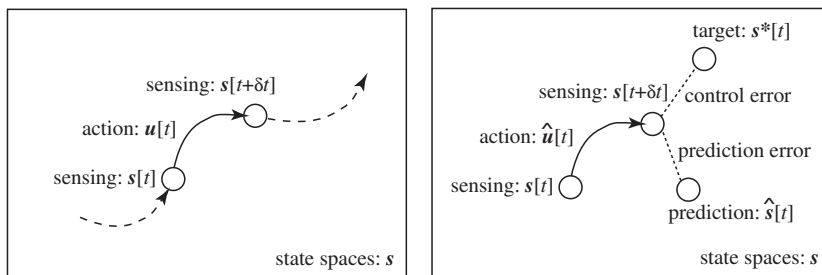 sensing: s[t+δt]
action: u[t]
sensing: s[t]
state spaces: s
target: s*[t]
sensing: s[t+δt]
control error
action: û[t]
prediction error
sensing: s[t]
prediction: ŝ[t]
state spaces: s